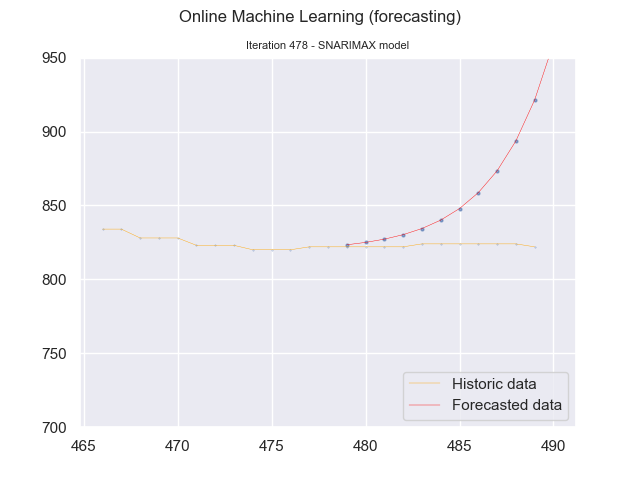 Online Machine Learning (forecasting)
Iteration 478 - SNARIMAX model
950
900
850
800
750
700
465 470 475 480 485 490
Historic data
Forecasted data